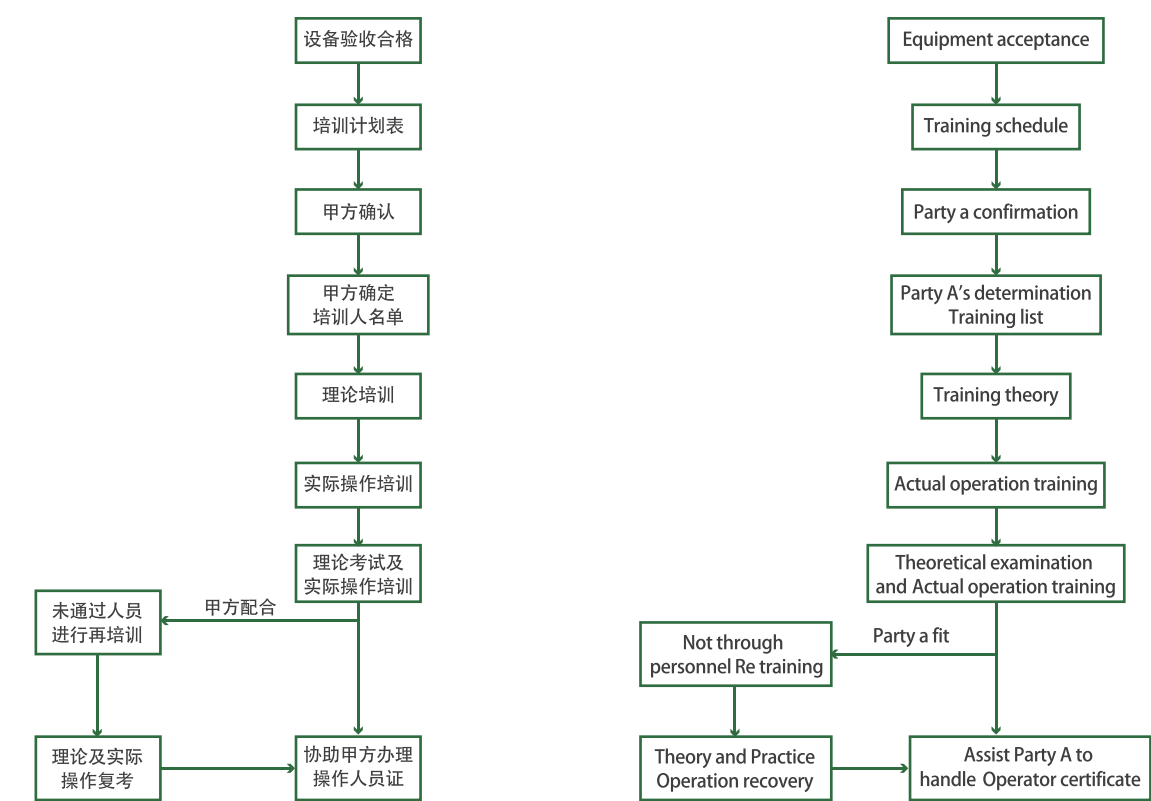 设备验收合格
培训计划表
甲方确认
甲方确定
培训人名单
理论培训
实际操作培训
理论考试及
实际操作培训
甲方配合
未通过人员
进行再培训
理论及实际
操作复考
协助甲方办理
操作人员证
Equipment acceptance
Training schedule
Party a confirmation
Party A's determination
Training list
Training theory
Actual operation training
Theoretical examination
and Actual operation training
Party a fit
Not through
personnel Re training
Theory and Practice
Operation recovery
Assist Party A to
handle Operator certificate